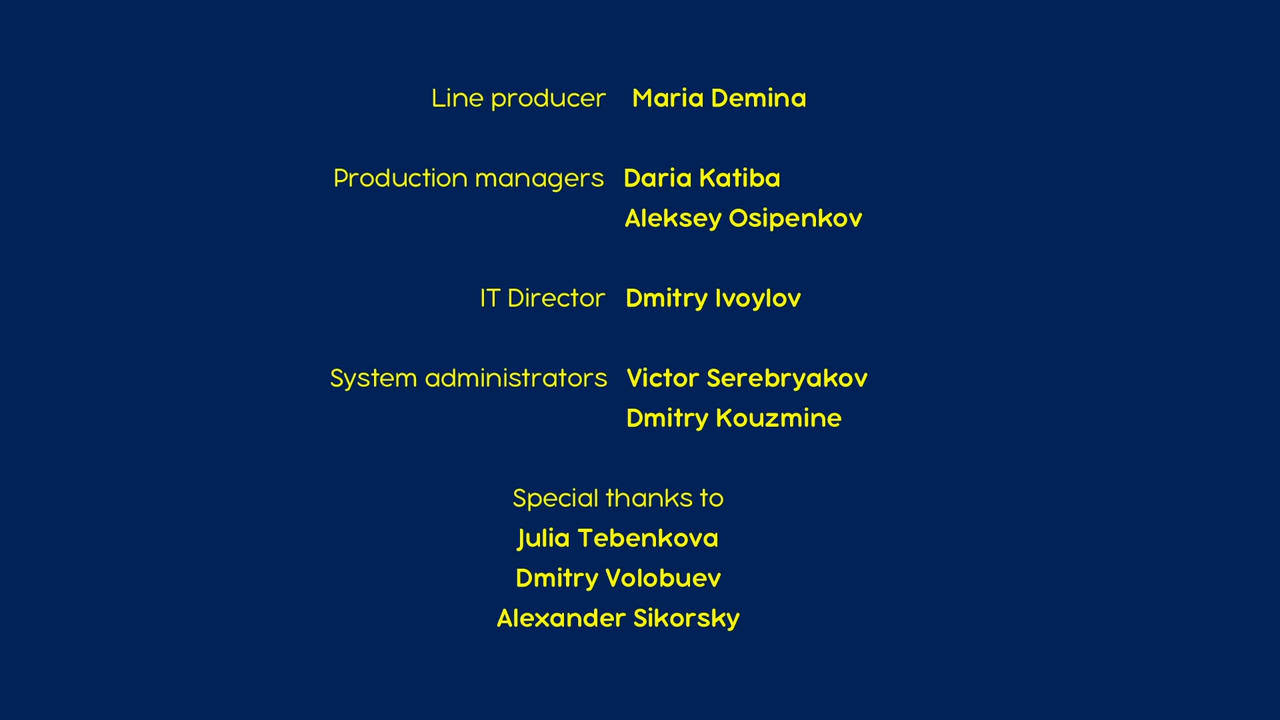 Line producer Maria Demina
Production managers Daria Katiba
Aleksey Osipenkov
IT Director Dmitry Ivoylov
System administrators Victor Serebryakov
Dmitry Kouzmine
Special thanks to
Julia Tebenkova
Dmitry Volobuev
Alexander Sikorsky